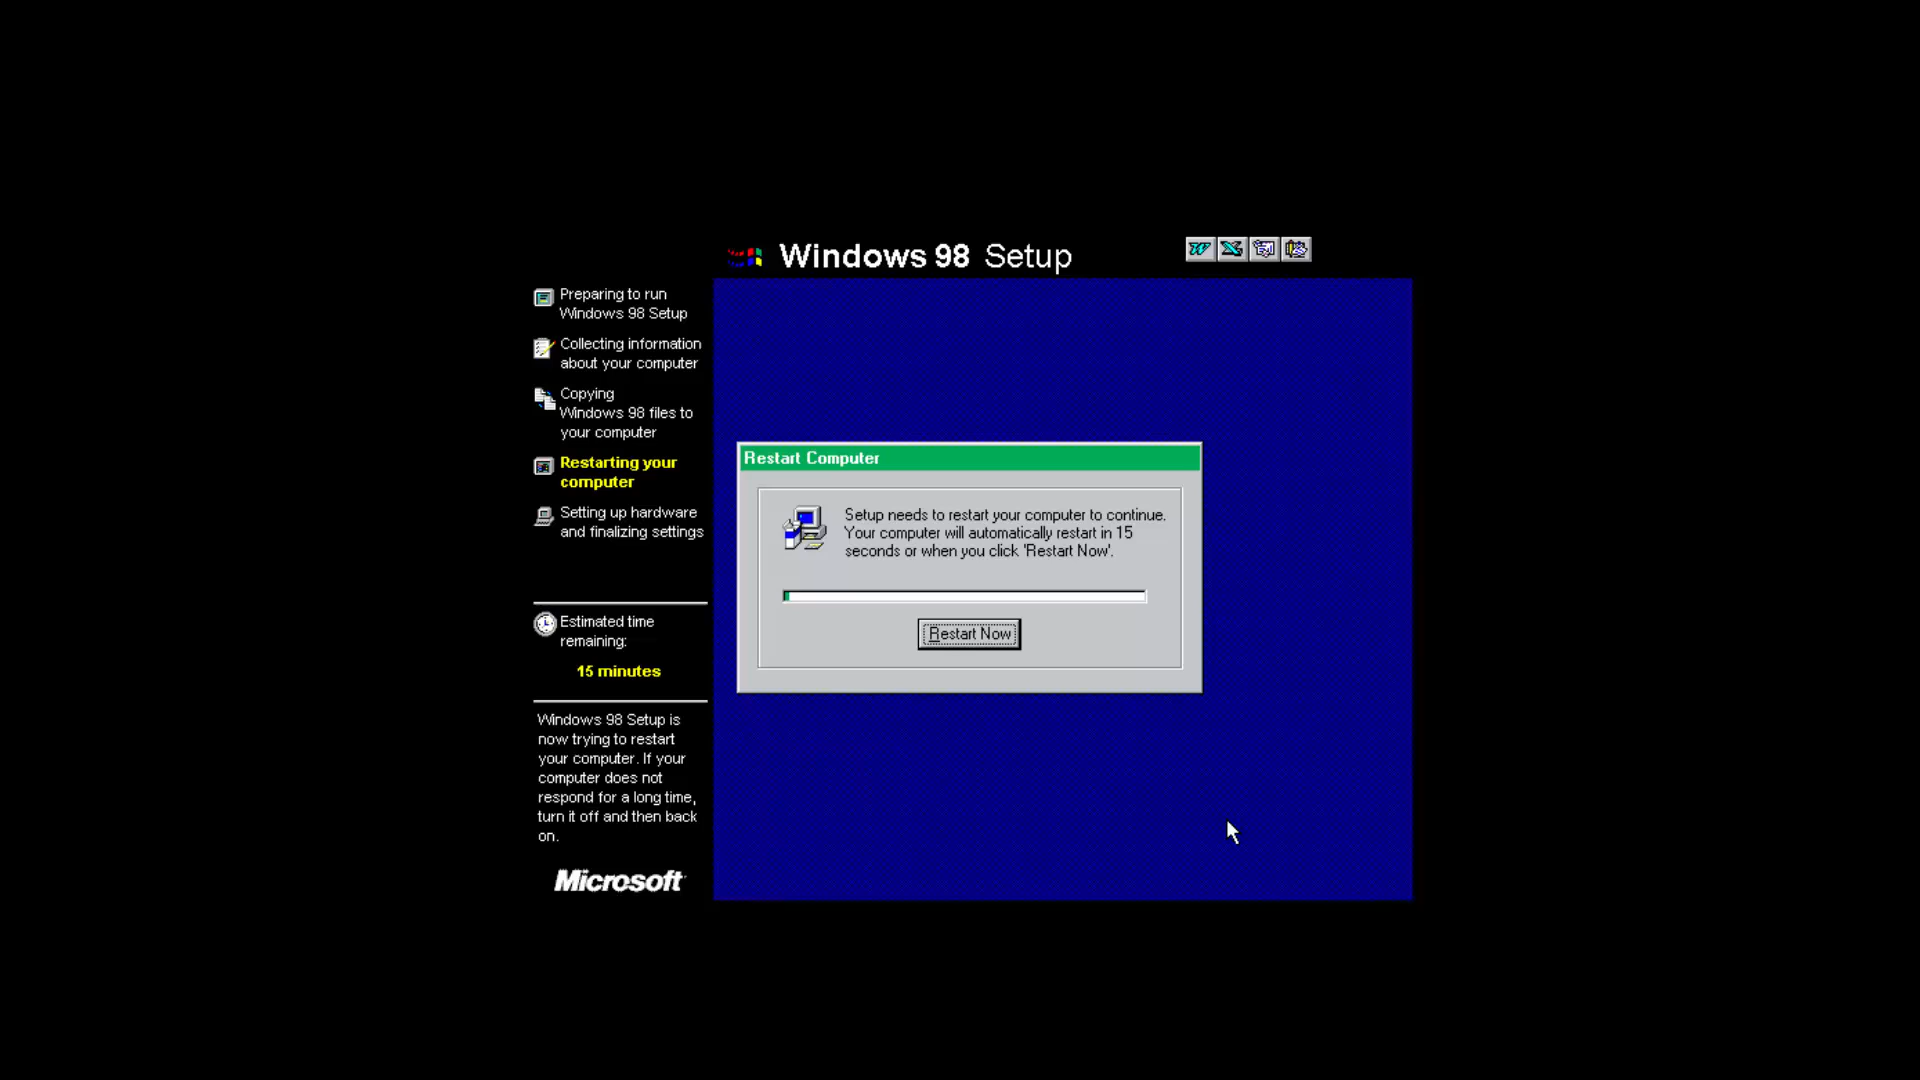 Windows 98 Setup
Preparing to run
Windows 98 Setup
Collecting information
about your computer
Copying
Windows 98 files to
your computer
Restarting your
computer
Setting up hardware
and finalizing settings
Estimated time
remaining:
15 minutes
Windows 98 Setup is
now trying to restart
your computer. If your
computer does not
respond for a long time,
turn it off and then back
on.
Microsoft
Restart Computer
Setup needs to restart your computer to continue.
Your computer will automatically restart in 15
seconds or when you click 'Restart Now'.
Restart Now